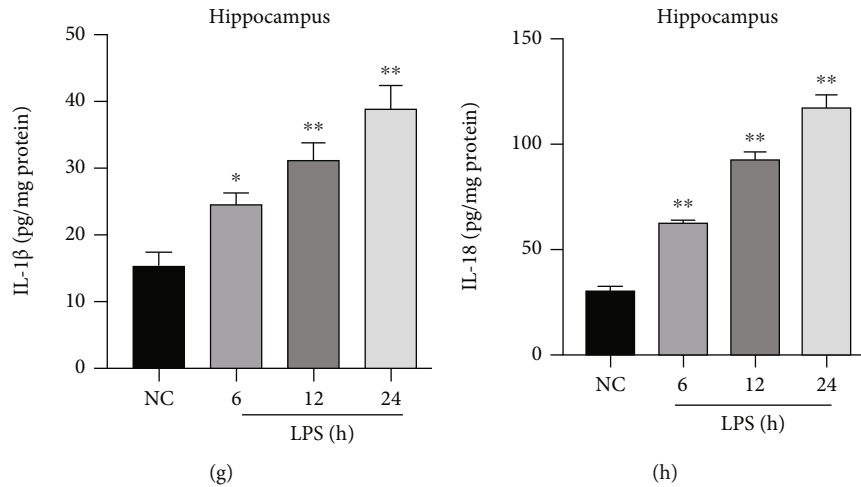 Hippocampus
IL-1β (pg/mg protein)
50
40
30
20
10
0
*
**
**
NC
6
12
24
LPS (h)
(g)
Hippocampus
IL-18 (pg/mg protein)
150
100
50
0
**
**
**
NC
6
12
24
LPS (h)
(h)